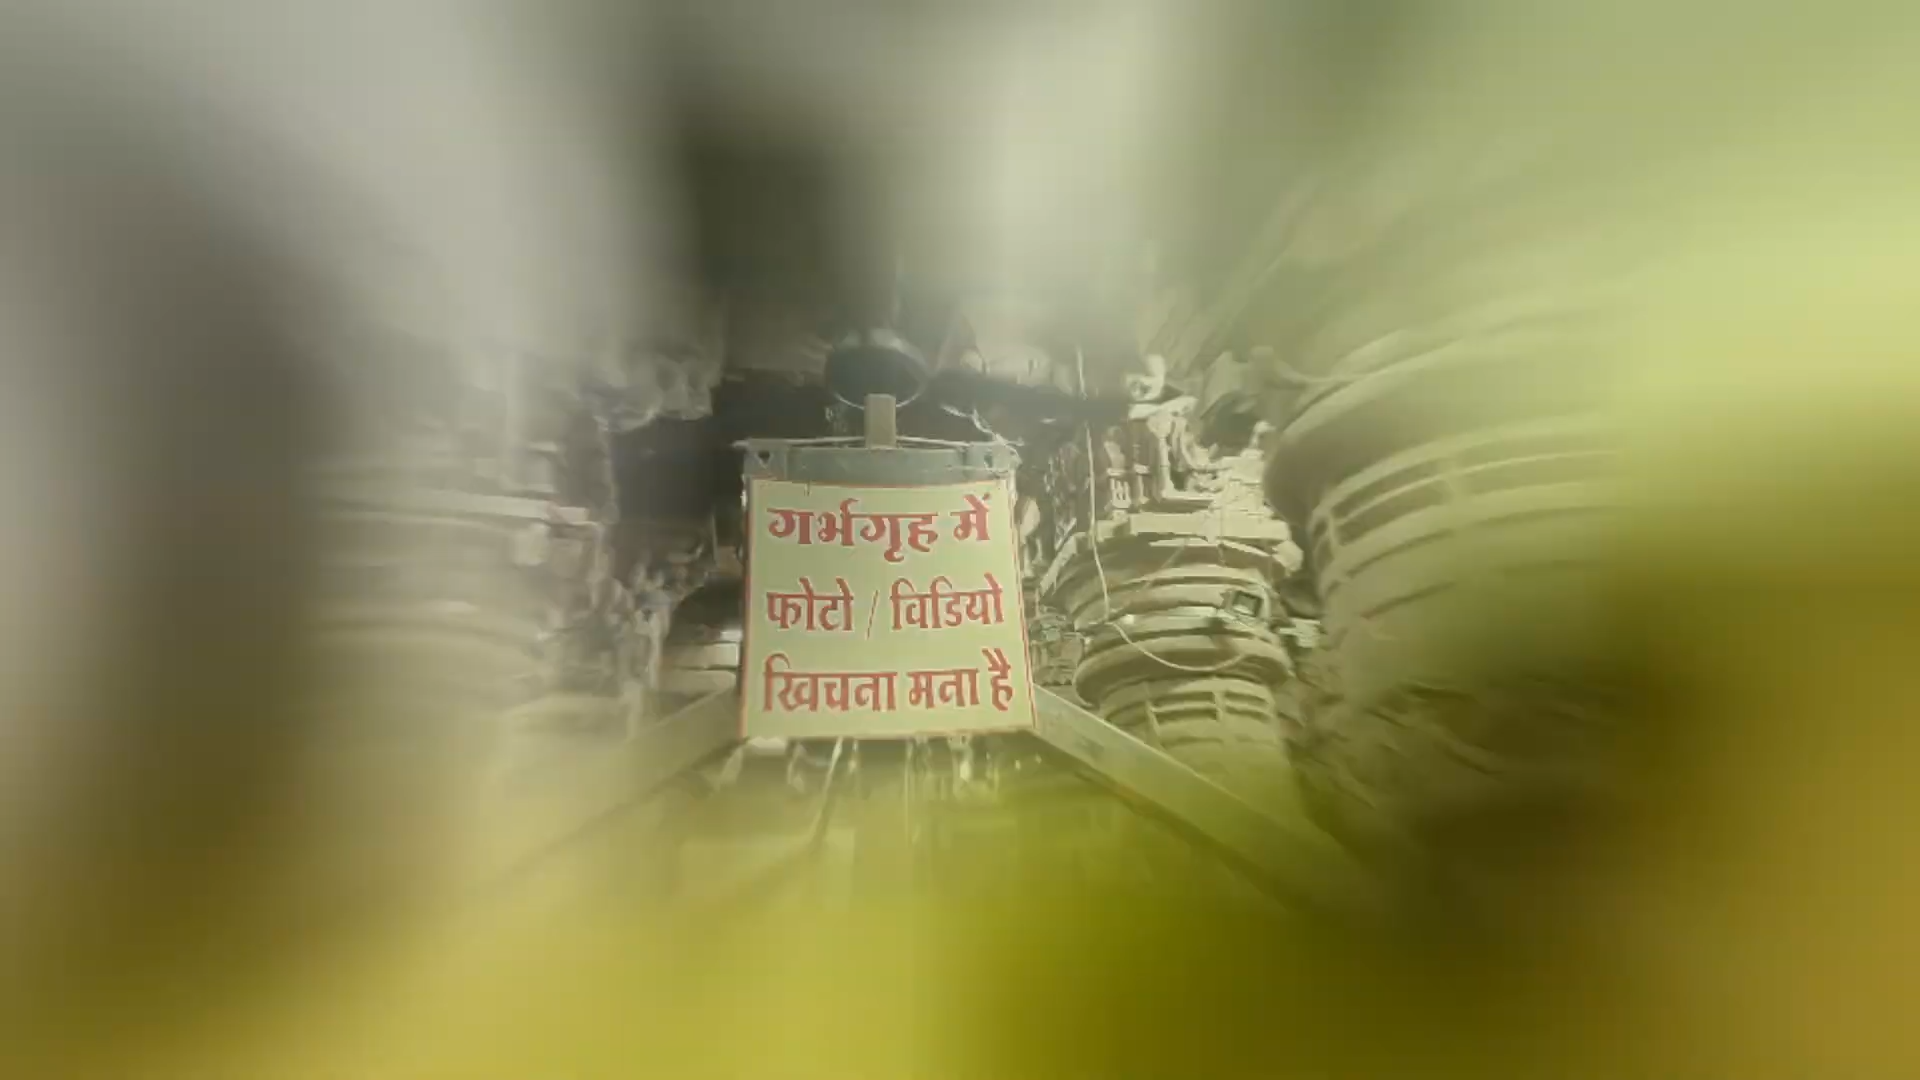 गर्भगृह में
फोटो / विडियो
खिचना मना है